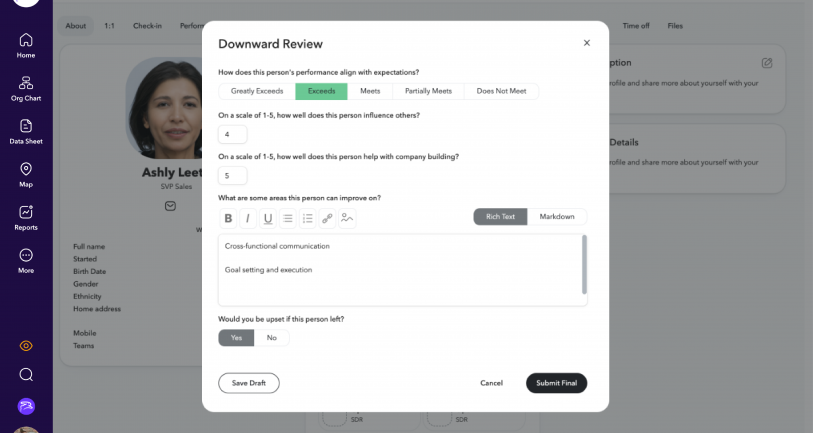 About 1:1 Check-in Perform Time off Files
Home
Org Chart
Data Sheet
Map
Reports
More
Ashly Leet
SVP Sales
W
Full name
Started
Birth Date
Gender
Ethnicity
Home address
Mobile
Teams
Downward Review
How does this person's performance align with expectations?
Greatly Exceeds Exceeds Meets Partially Meets Does Not Meet
On a scale of 1-5, how well does this person influence others?
4
On a scale of 1-5, how well does this person help with company building?
5
What are some areas this person can improve on?
B I U Rich Text Markdown
Cross-functional communication
Goal setting and execution
Would you be upset if this person left?
Yes No
Save Draft Cancel Submit Final
ption
rofile and share more about yourself with your
Details
rofile and share more about yourself with your
SDR SDR